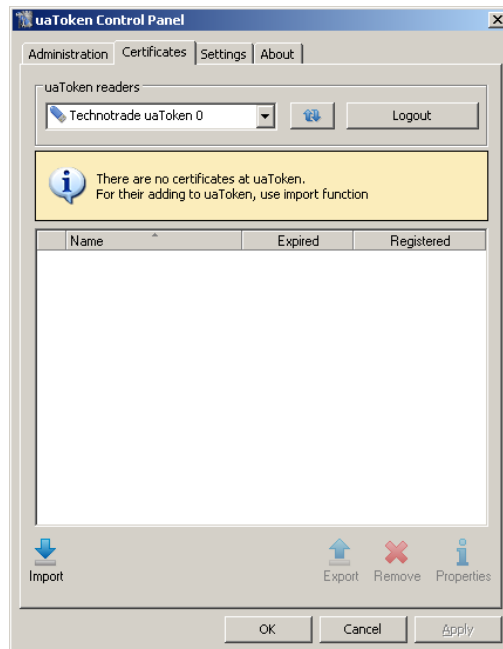 uaToken Control Panel
Administration Certificates Settings About
uaToken readers
Technotrade uaToken 0 Logout
There are no certificates at uaToken.
For their adding to uaToken, use import function
Name Expired Registered
Import Export Remove Properties
OK Cancel Apply